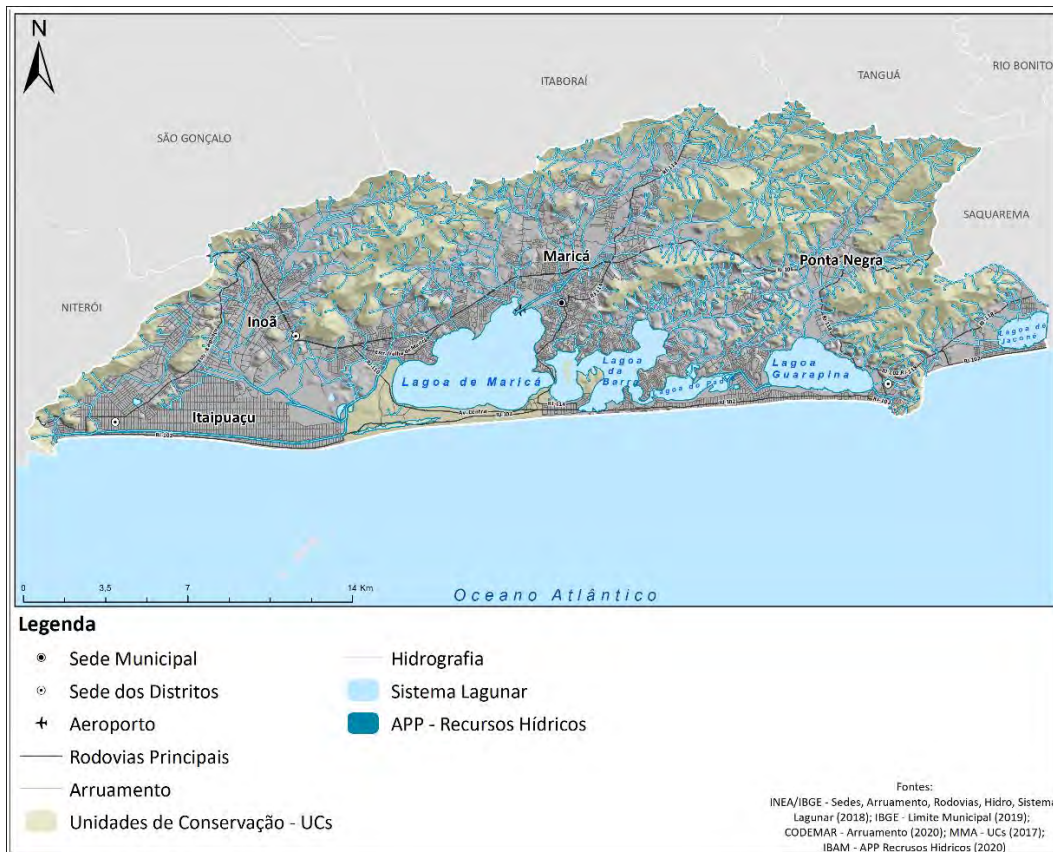 N
ITABORAÍ
TANGUÁ
RIO BONITO
SÃO GONÇALO
SAQUAREMA
Maricá
Ponta Negra
NITERÓI
Inoã
Lagoa de Maricá
Lagoa
da
Barra
Lagoa
Guarapina
Lagoa de
Jaconé
Itaipuaçu
RJ 102
0 3,5 7 14 Km
Oceano Atlântico
Legenda
Sede Municipal
Sede dos Distritos
Aeroporto
Rodovias Principais
Arruamento
Unidades de Conservação - UCs
Hidrografia
Sistema Lagunar
APP - Recursos Hídricos
Fontes:
INEA/IBGE - Sedes, Arruamento, Rodovias, Hidro, Sistema
Lagunar (2018); IBGE - Limite Municipal (2019);
CODEMAR - Arruamento (2020); MMA - UCs (2017);
IBAM - APP Recursos Hídricos (2020)